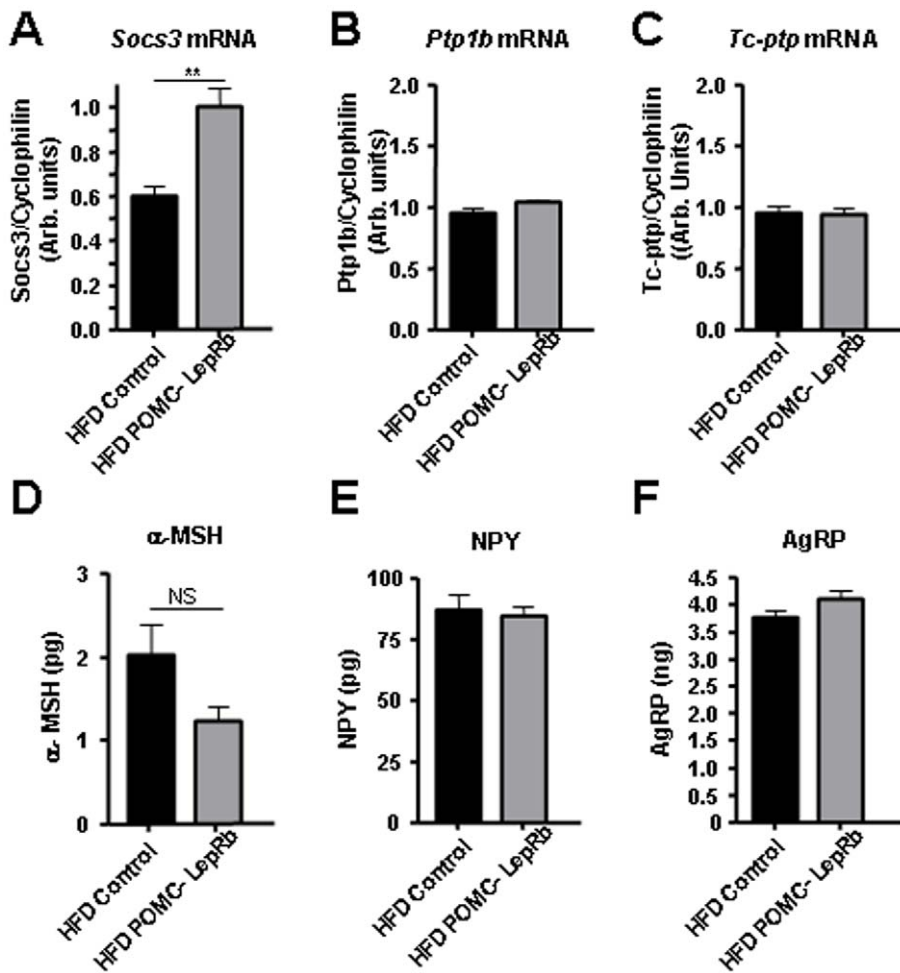 A
Socs3 mRNA
Socs3/Cyclophilin
(Arb. units)
1.0
0.8
0.6
0.4
0.2
0.0
**
HFD Control
HFD POMC- LepRb
B
Ptp1b mRNA
Ptp1b/Cyclophilin
(Arb. units)
2.0
1.5
1.0
0.5
0.0
HFD Control
HFD POMC- LepRb
C
Tc-ptp mRNA
Tc-ptp/Cyclophilin
((Arb. Units)
2.0
1.5
1.0
0.5
0.0
HFD Control
HFD POMC- LepRb
D
α-MSH
α- MSH (pg)
3
2
1
0
NS
HFD Control
HFD POMC- LepRb
E
NPY
NPY (pg)
100
75
50
25
0
HFD Control
HFD POMC- LepRb
F
AgRP
AgRP (ng)
4.5
4.0
3.5
3.0
2.5
2.0
1.5
1.0
0.5
0
HFD Control
HFD POMC- LepRb